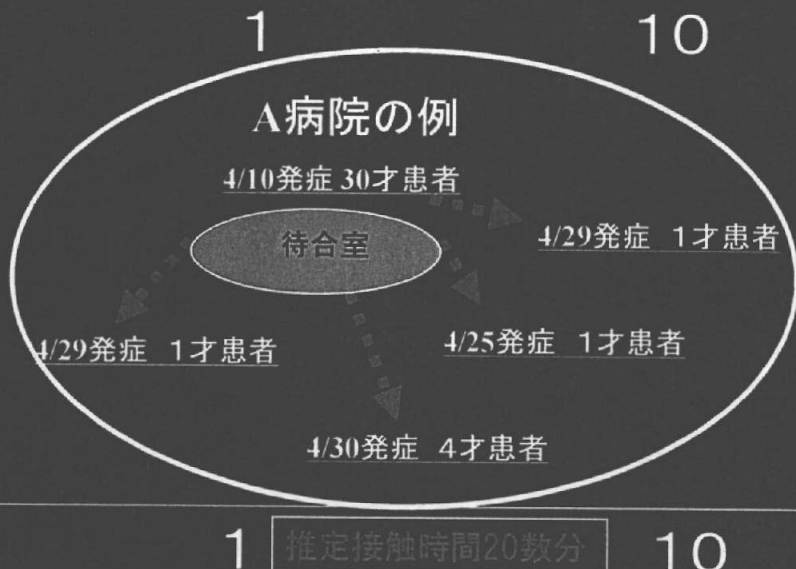 1 10
A病院の例
4/10発症 30才患者
待合室
4/29発症 1才患者
4/29発症 1才患者
4/25発症 1才患者
4/30発症 4才患者
1 推定接触時間20数分 10